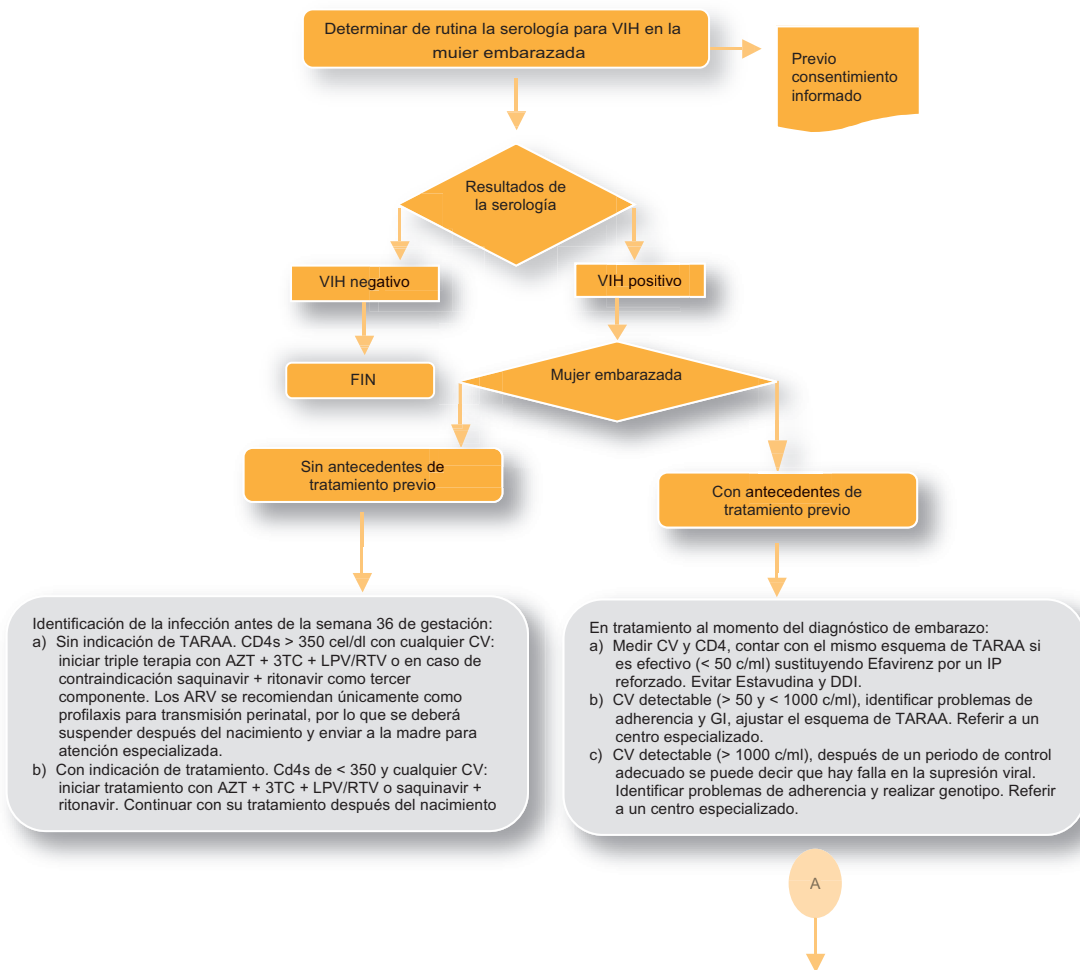 Determinar de rutina la serología para VIH en la
mujer embarazada
Previo
consentimiento
informado
Resultados de
la serología
VIH negativo
VIH positivo
FIN
Mujer embarazada
Sin antecedentes de
tratamiento previo
Con antecedentes de
tratamiento previo
Identificación de la infección antes de la semana 36 de gestación:
a) Sin indicación de TARAA. CD4s > 350 cel/dl con cualquier CV:
iniciar triple terapia con AZT + 3TC + LPV/RTV o en caso de
contraindicación saquinavir + ritonavir como tercer
componente. Los ARV se recomiendan únicamente como
profilaxis para transmisión perinatal, por lo que se deberá
suspender después del nacimiento y enviar a la madre para
atención especializada.
b) Con indicación de tratamiento. Cd4s de < 350 y cualquier CV:
iniciar tratamiento con AZT + 3TC + LPV/RTV o saquinavir +
ritonavir. Continuar con su tratamiento después del nacimiento
En tratamiento al momento del diagnóstico de embarazo:
a) Medir CV y CD4, contar con el mismo esquema de TARAA si
es efectivo (< 50 c/ml) sustituyendo Efavirenz por un IP
reforzado. Evitar Estavudina y DDI.
b) CV detectable (> 50 y < 1000 c/ml), identificar problemas de
adherencia y GI, ajustar el esquema de TARAA. Referir a un
centro especializado.
c) CV detectable (> 1000 c/ml), después de un periodo de control
adecuado se puede decir que hay falla en la supresión viral.
Identificar problemas de adherencia y realizar genotipo. Referir
a un centro especializado.
A